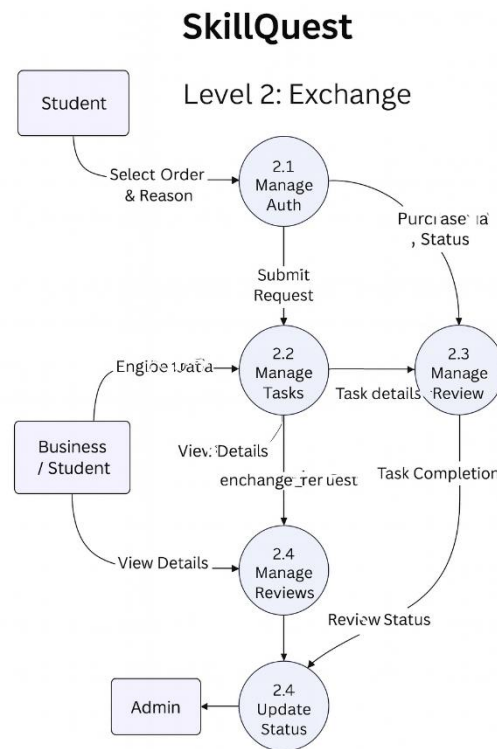 SkillQuest
Level 2: Exchange
Student
Select Order
& Reason
2.1
Manage
Auth
, Status
Submit
Request
2.2
Manage
Tasks
2.3
Manage
Review
Task details
Business
/ Student
View Details
Task Completion
View Details
2.4
Manage
Reviews
Review Status
2.4
Update
Status
Admin